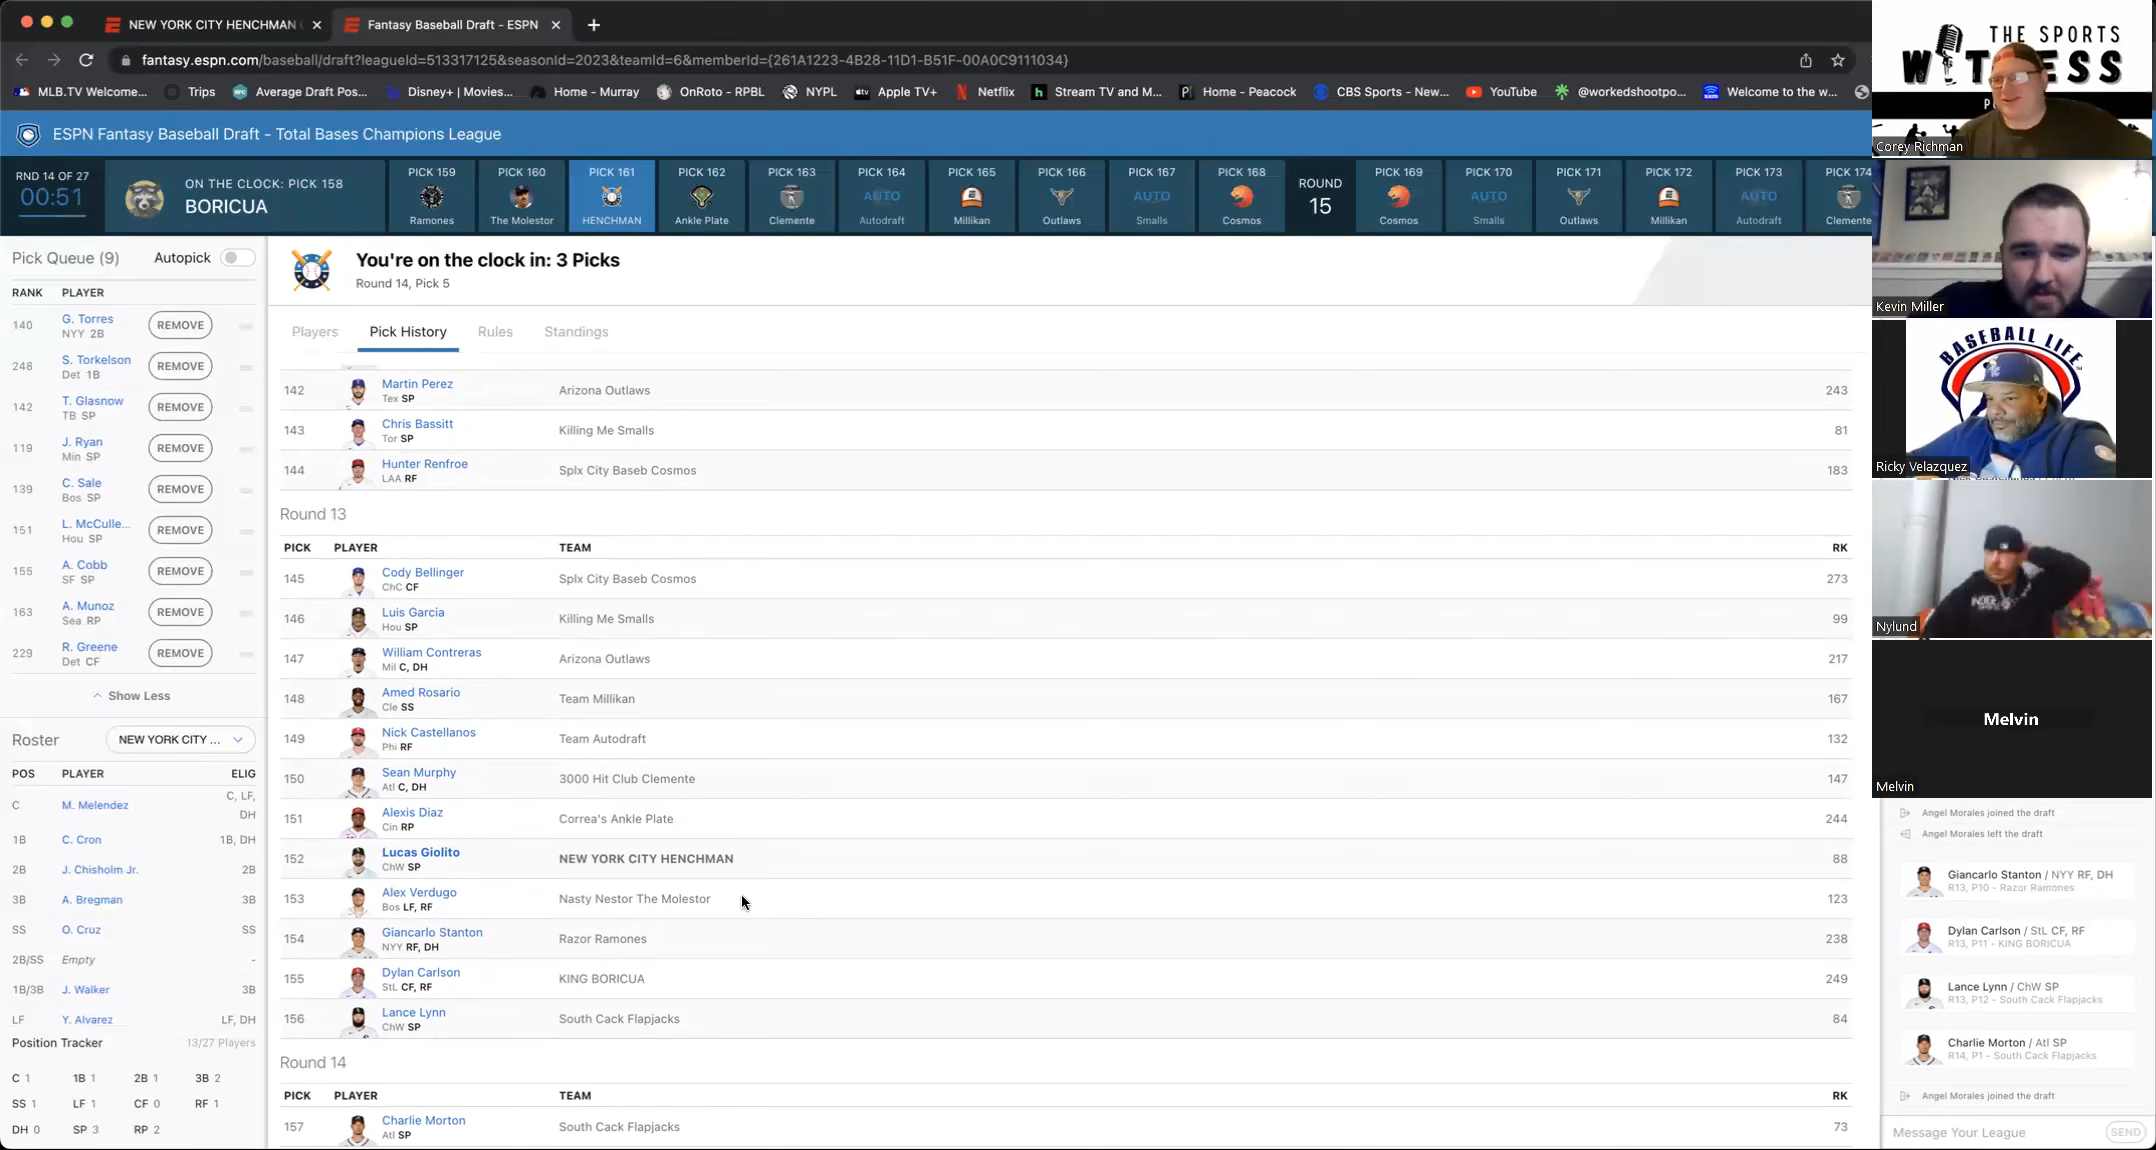 NEW YORK CITY HENCHMAN
Fantasy Baseball Draft - ESPN
fantasy.espn.com/baseball/draft?leagueId=513317125&seasonId=2023&teamId=6&memberId={261A1223-4B28-11D1-B51F-00A0C9111034}
MLB.TV Welcome... Trips Average Draft Pos... Disney+ | Movies... Home - Murray OnRoto - RPBL NYPL Apple TV+ Netflix Stream TV and M... Home - Peacock CBS Sports - New... YouTube @workedshootpo... Welcome to the w...
ESPN Fantasy Baseball Draft - Total Bases Champions League
RND 14 OF 27
00:51
ON THE CLOCK: PICK 158
BORICUA
PICK 159 Ramones
PICK 160 The Molestor
PICK 161 HENCHMAN
PICK 162 Ankle Plate
PICK 163 Clemente
PICK 164 AUTO Autodraft
PICK 165 Millikan
PICK 166 Outlaws
PICK 167 AUTO Smalls
PICK 168 Cosmos
ROUND 15
PICK 169 Cosmos
PICK 170 AUTO Smalls
PICK 171 Outlaws
PICK 172 Millikan
PICK 173 AUTO Autodraft
PICK 174 Clemente
Pick Queue (9) Autopick
RANK PLAYER
140 G. Torres NYY 2B REMOVE
248 S. Torkelson Det 1B REMOVE
142 T. Glasnow TB SP REMOVE
119 J. Ryan Min SP REMOVE
139 C. Sale Bos SP REMOVE
151 L. McCulle... Hou SP REMOVE
155 A. Cobb SF SP REMOVE
163 A. Munoz Sea RP REMOVE
229 R. Greene Det CF REMOVE
Show Less
Roster NEW YORK CITY ...
POS PLAYER ELIG
C M. Melendez C, LF, DH
1B C. Cron 1B, DH
2B J. Chisholm Jr. 2B
3B A. Bregman 3B
SS O. Cruz SS
2B/SS Empty -
1B/3B J. Walker 3B
LF Y. Alvarez LF, DH
Position Tracker 13/27 Players
C 1 1B 1 2B 1 3B 2
SS 1 LF 1 CF 0 RF 1
DH 0 SP 3 RP 2
You're on the clock in: 3 Picks
Round 14, Pick 5
Players Pick History Rules Standings
142 Martin Perez Tex SP Arizona Outlaws 243
143 Chris Bassitt Tor SP Killing Me Smalls 81
144 Hunter Renfroe LAA RF Splx City Baseb Cosmos 183
Round 13
PICK PLAYER TEAM RK
145 Cody Bellinger ChC CF Splx City Baseb Cosmos 273
146 Luis Garcia Hou SP Killing Me Smalls 99
147 William Contreras Mil C, DH Arizona Outlaws 217
148 Amed Rosario Cle SS Team Millikan 167
149 Nick Castellanos Phi RF Team Autodraft 132
150 Sean Murphy Atl C, DH 3000 Hit Club Clemente 147
151 Alexis Diaz Cin RP Correa's Ankle Plate 244
152 Lucas Giolito ChW SP NEW YORK CITY HENCHMAN 88
153 Alex Verdugo Bos LF, RF Nasty Nestor The Molestor 123
154 Giancarlo Stanton NYY RF, DH Razor Ramones 238
155 Dylan Carlson StL CF, RF KING BORICUA 249
156 Lance Lynn ChW SP South Cack Flapjacks 84
Round 14
PICK PLAYER TEAM RK
157 Charlie Morton Atl SP South Cack Flapjacks 73
THE SPORTS
WITNESS
Corey Richman
Kevin Miller
BASEBALL LIFE
Ricky Velazquez
Nylund
Melvin
Melvin
Angel Morales joined the draft
Angel Morales left the draft
Giancarlo Stanton / NYY RF, DH
R13, P10 - Razor Ramones
Dylan Carlson / StL CF, RF
R13, P11 - KING BORICUA
Lance Lynn / ChW SP
R13, P12 - South Cack Flapjacks
Charlie Morton / Atl SP
R14, P1 - South Cack Flapjacks
Angel Morales joined the draft
Message Your League SEND